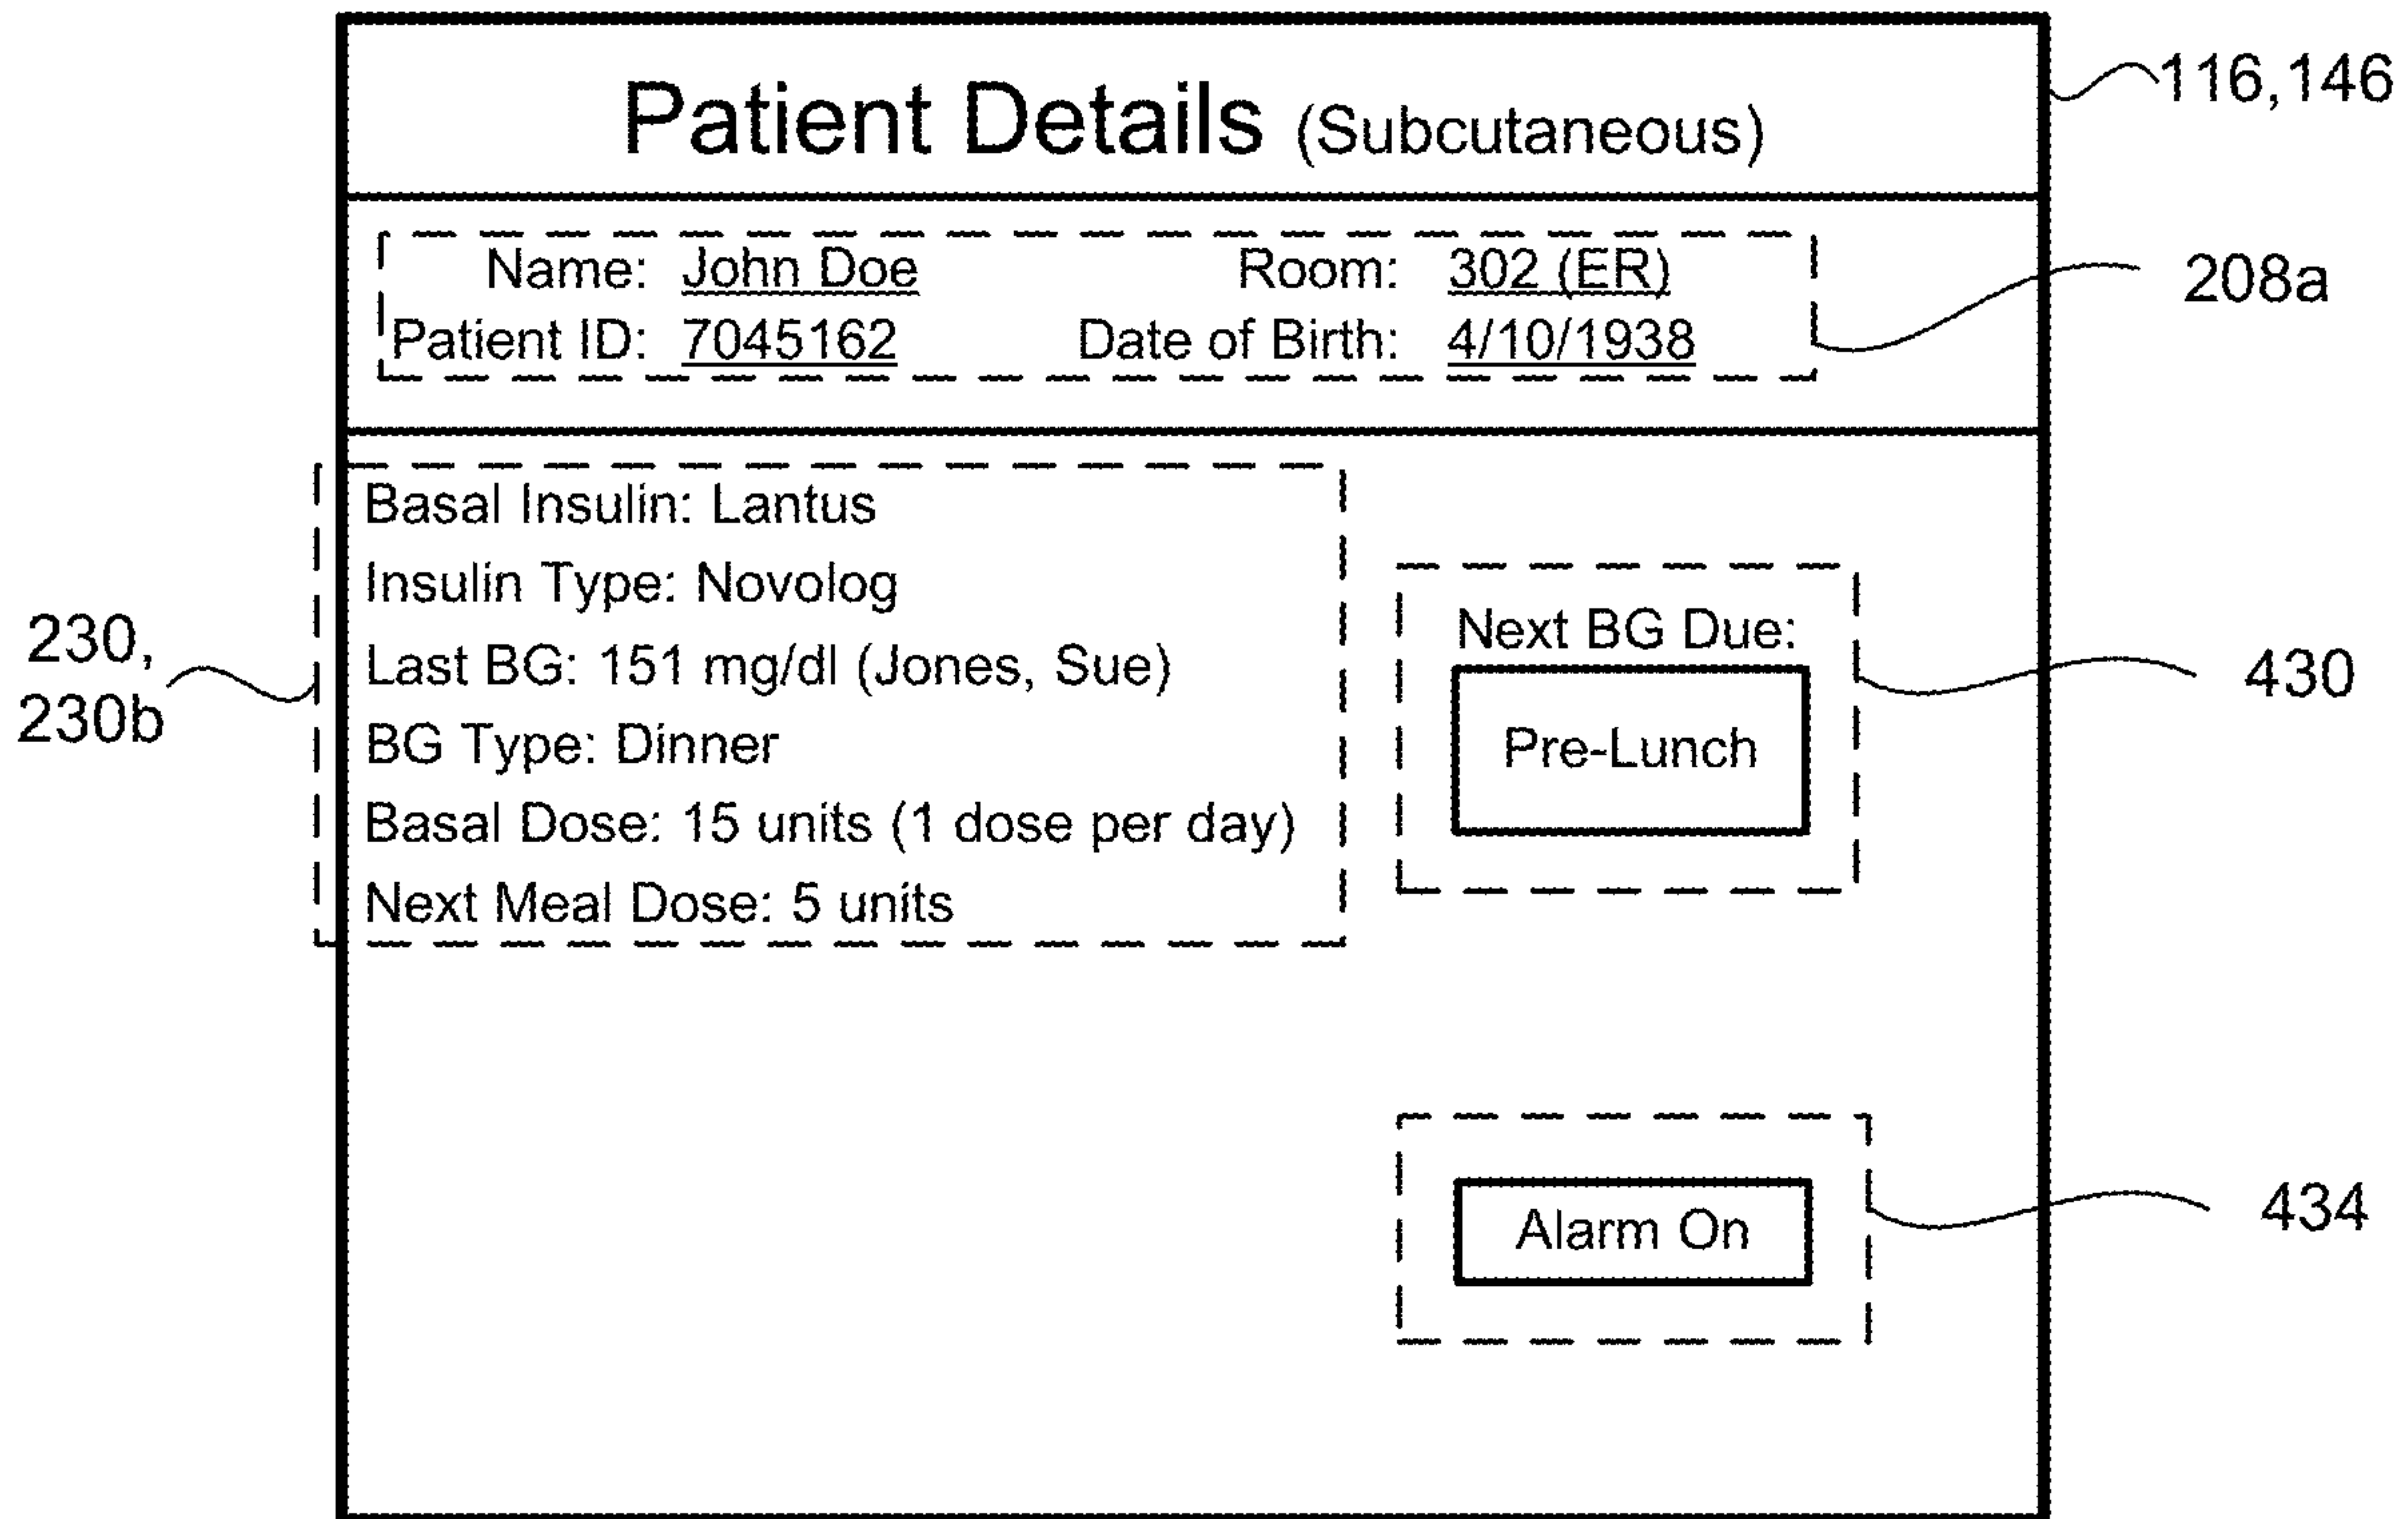 Patient Details (Subcutaneous)
116,146
Name: John Doe Room: 302 (ER)
Patient ID: 7045162 Date of Birth: 4/10/1938
208a
Basal Insulin: Lantus
Insulin Type: Novolog
Last BG: 151 mg/dl (Jones, Sue)
BG Type: Dinner
Basal Dose: 15 units (1 dose per day)
Next Meal Dose: 5 units
230,
230b
Next BG Due:
Pre-Lunch
430
Alarm On
434